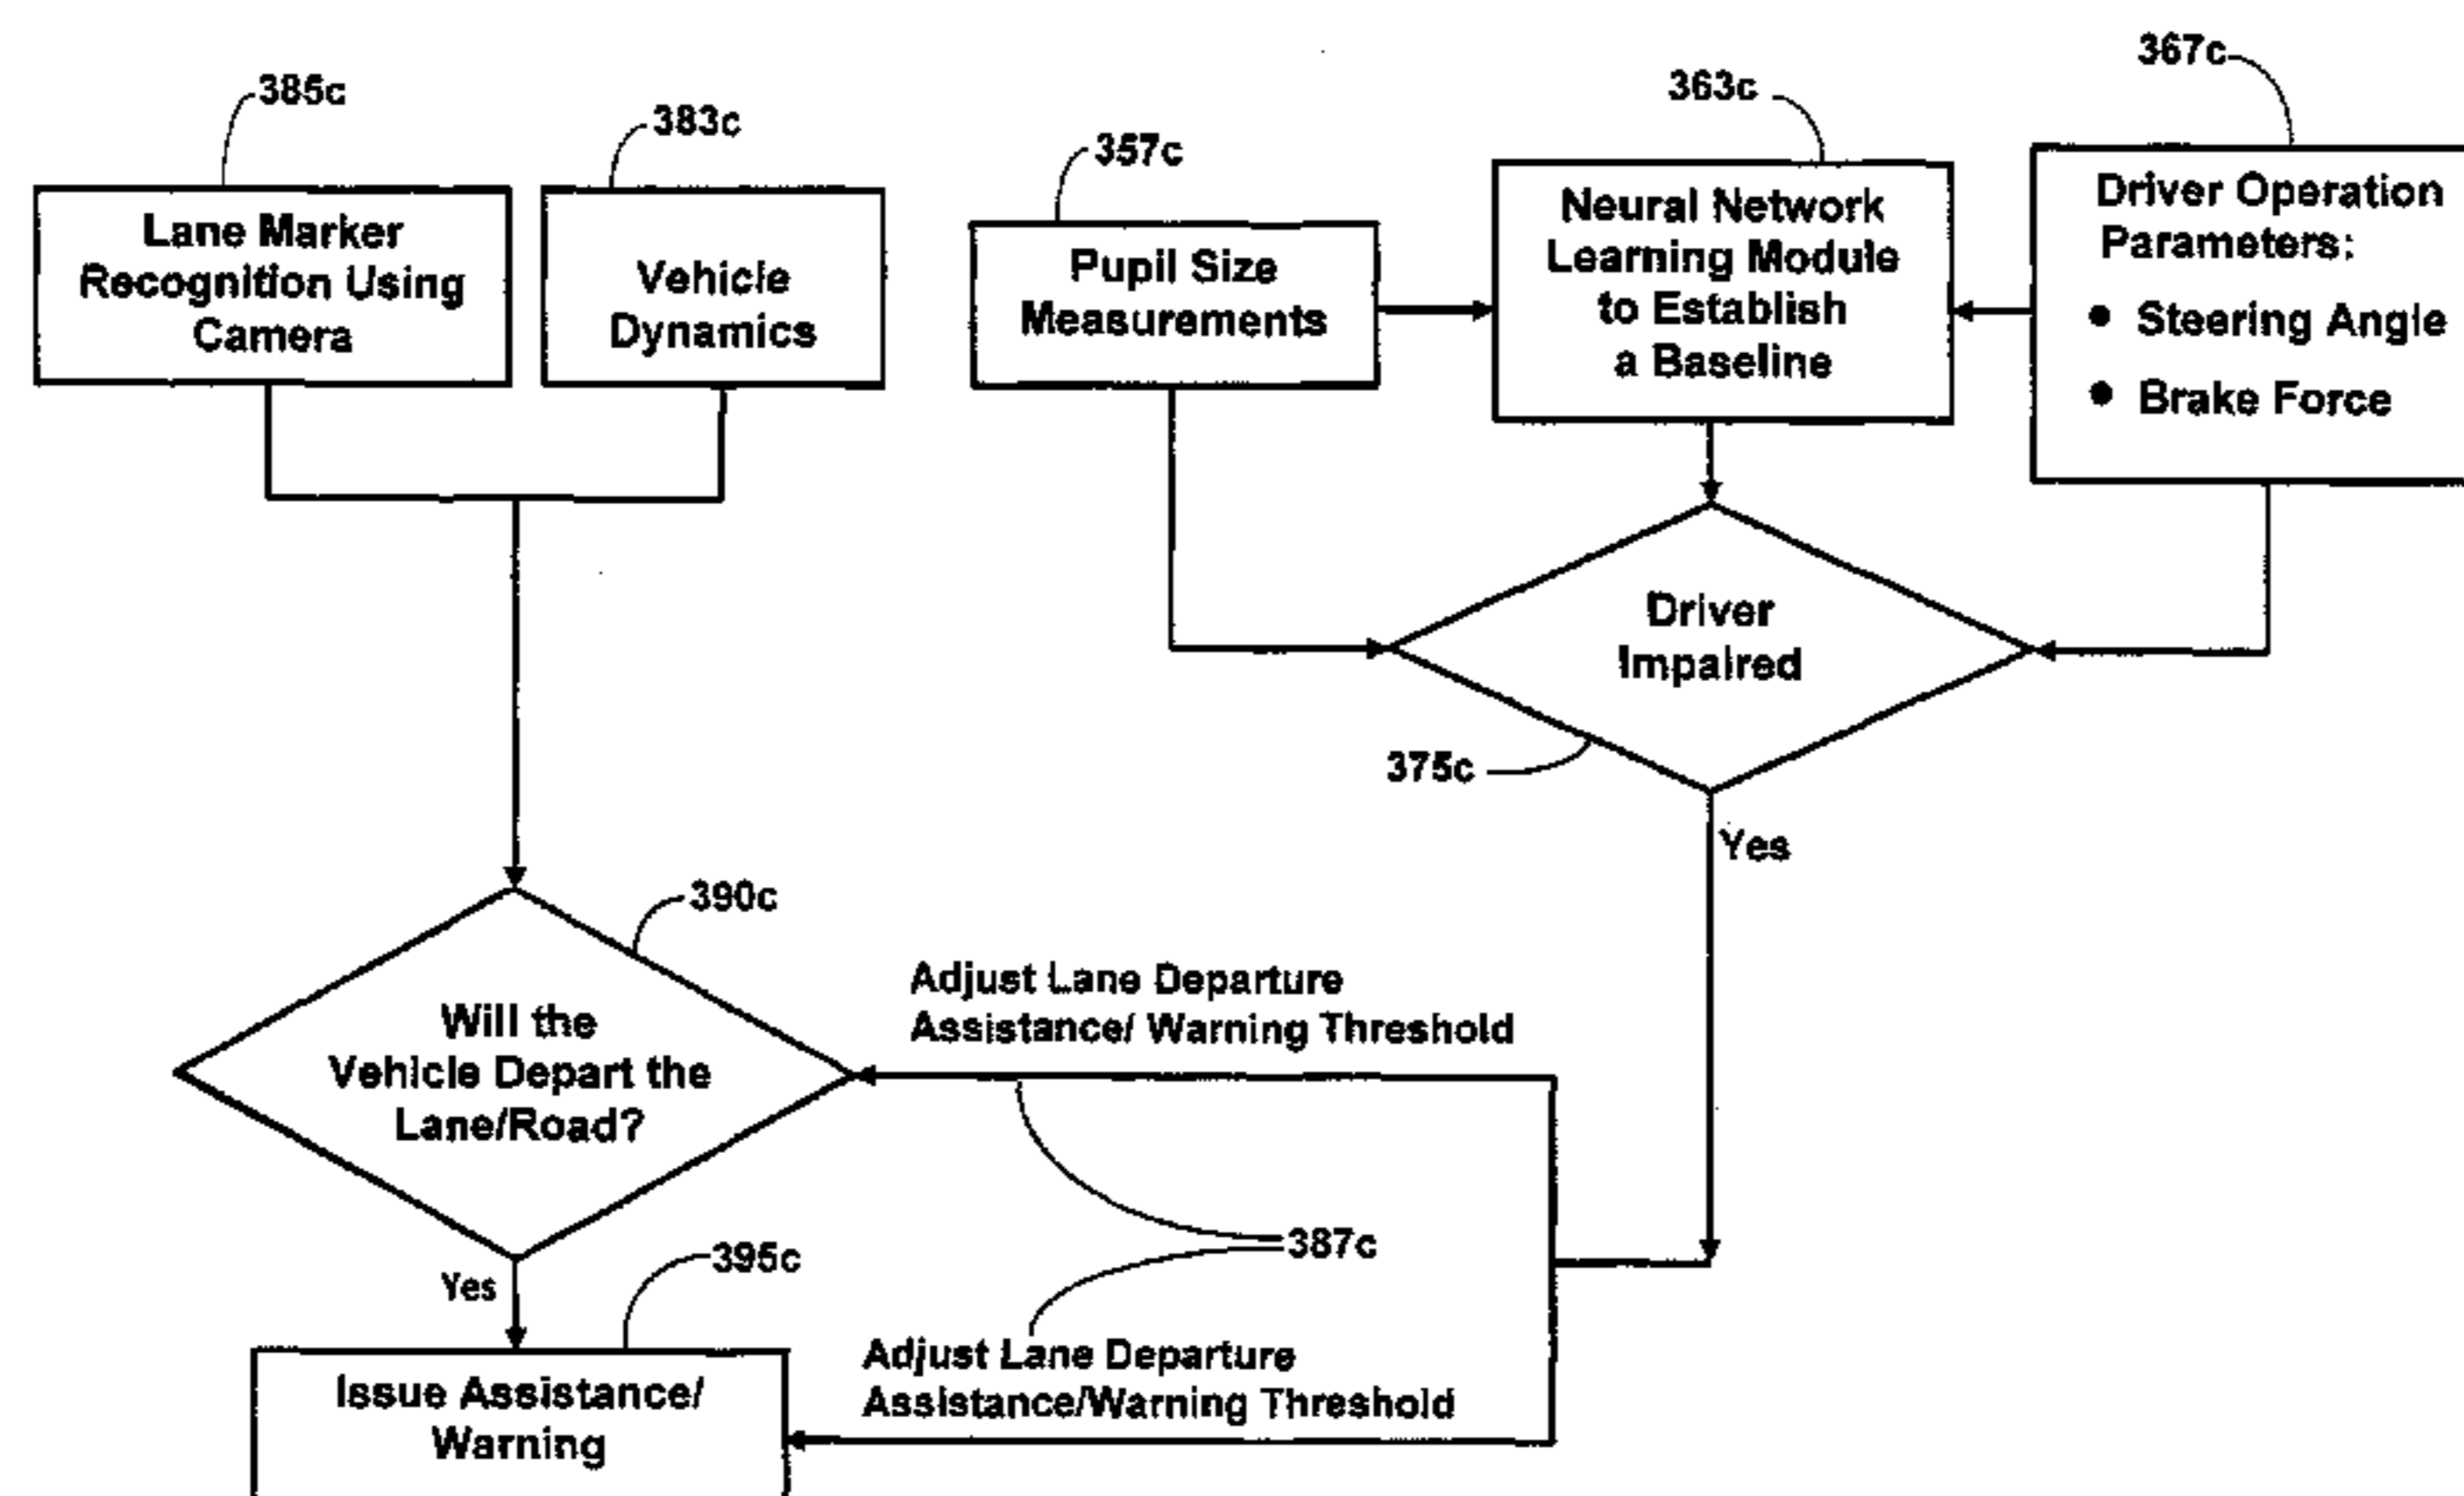 385c
383c
357c
363c
367c
Lane Marker
Recognition Using
Camera
Vehicle
Dynamics
Pupil Size
Measurements
Neural Network
Learning Module
to Establish
a Baseline
Driver Operation
Parameters:
● Steering Angle
● Brake Force
Driver
Impaired
375c
Yes
390c
Will the
Vehicle Depart the
Lane/Road?
Adjust Lane Departure
Assistance/ Warning Threshold
387c
Yes
395c
Issue Assistance/
Warning
Adjust Lane Departure
Assistance/Warning Threshold